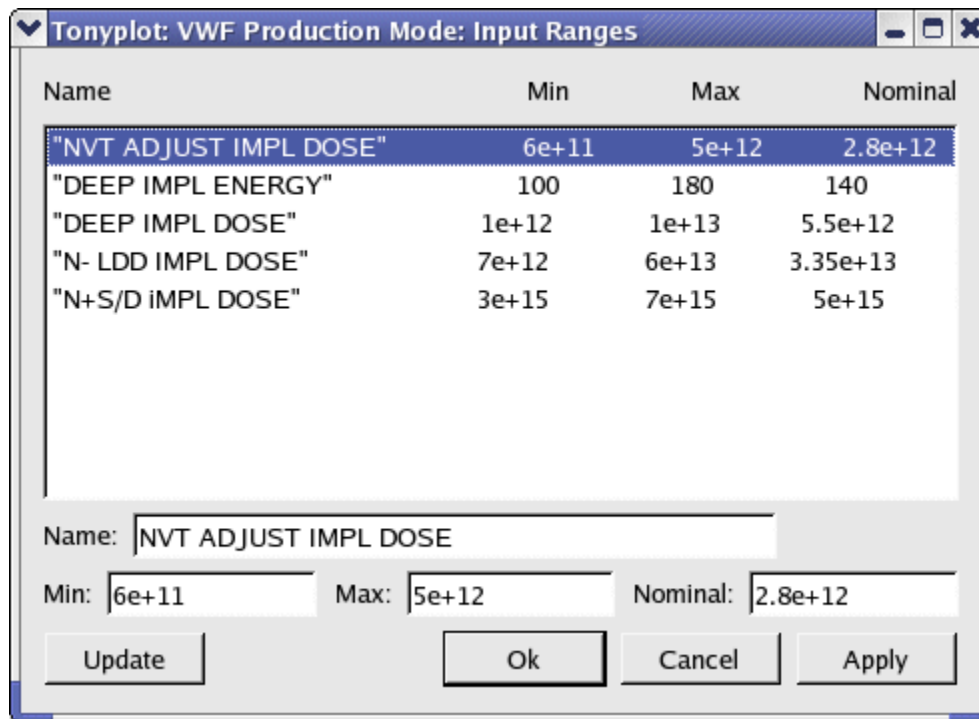 Tonyplot: VWF Production Mode: Input Ranges
Name Min Max Nominal
"NVT ADJUST IMPL DOSE" 6e+11 5e+12 2.8e+12
"DEEP IMPL ENERGY" 100 180 140
"DEEP IMPL DOSE" 1e+12 1e+13 5.5e+12
"N- LDD IMPL DOSE" 7e+12 6e+13 3.35e+13
"N+S/D iMPL DOSE" 3e+15 7e+15 5e+15
Name: NVT ADJUST IMPL DOSE
Min: 6e+11 Max: 5e+12 Nominal: 2.8e+12
Update Ok Cancel Apply